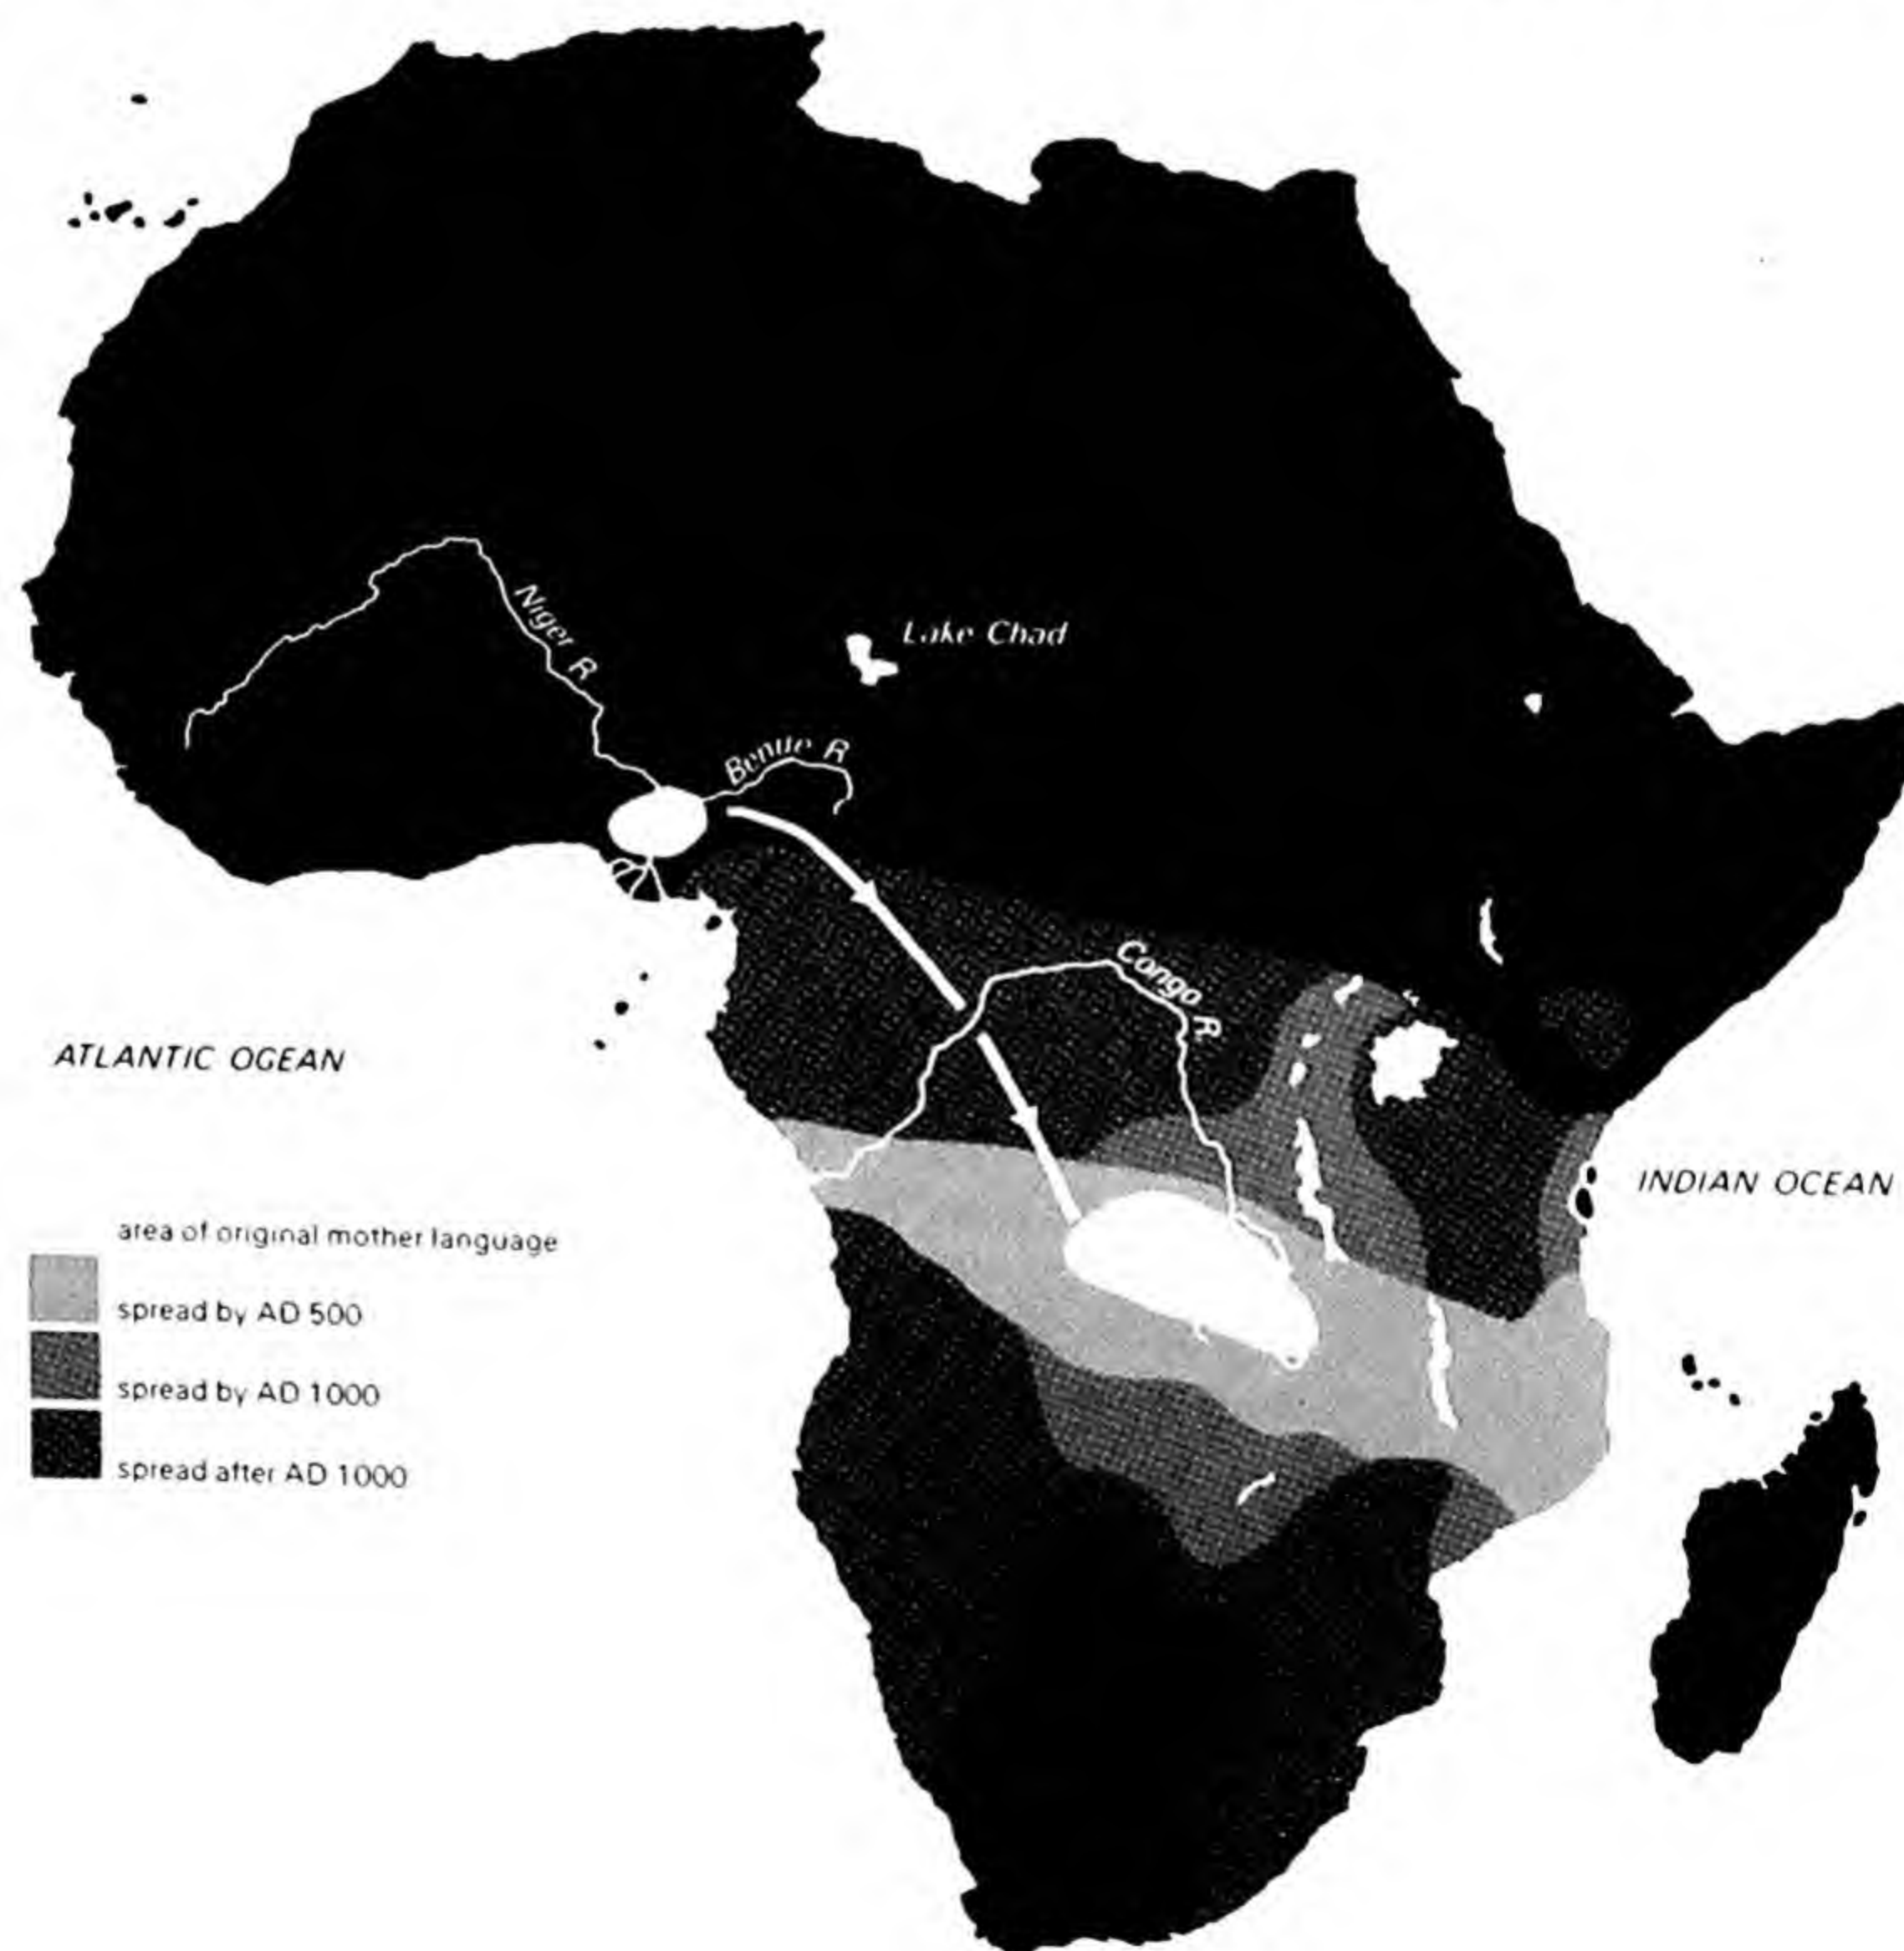 Niger R
Lake Chad
Benue R
Congo R.
ATLANTIC OGEAN
INDIAN OCEAN
area of original mother language
spread by AD 500
spread by AD 1000
spread after AD 1000